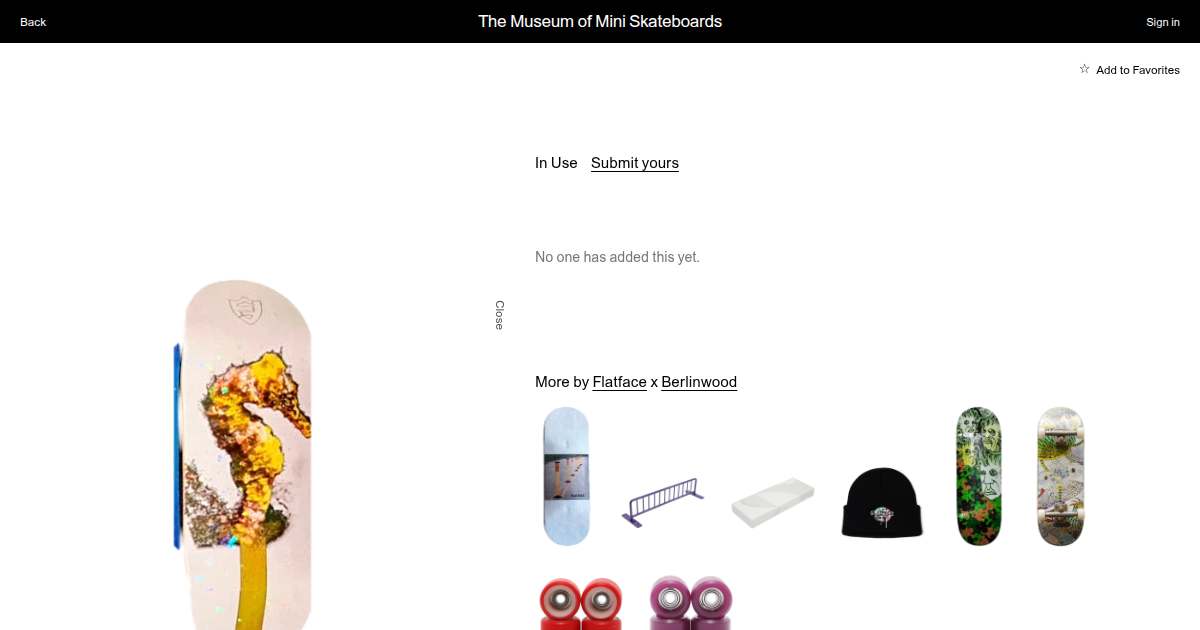 Back
The Museum of Mini Skateboards
Sign in
☆ Add to Favorites
In Use Submit yours
No one has added this yet.
Close
More by Flatface x Berlinwood